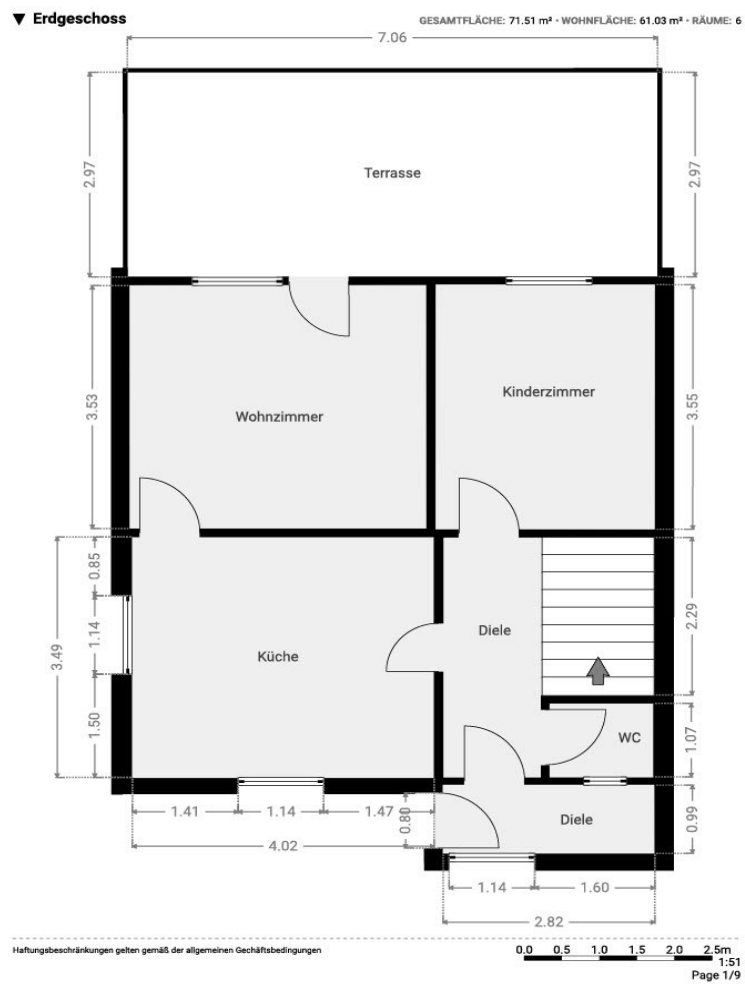 ▼ Erdgeschoss
GESAMTFLÄCHE: 71.51 m² · WOHNFLÄCHE: 61.03 m² · RÄUME: 6
7.06
2.97
Terrasse
2.97
3.53
Wohnzimmer
Kinderzimmer
3.55
3.49
0.85
1.14
1.50
Küche
Diele
2.29
WC
1.07
1.41
1.14
1.47
0.80
Diele
0.99
4.02
1.14
1.60
2.82
Haftungsbeschränkungen gelten gemäß der allgemeinen Gechäftsbedingungen
0.0 0.5 1.0 1.5 2.0 2.5m
1:51
Page 1/9